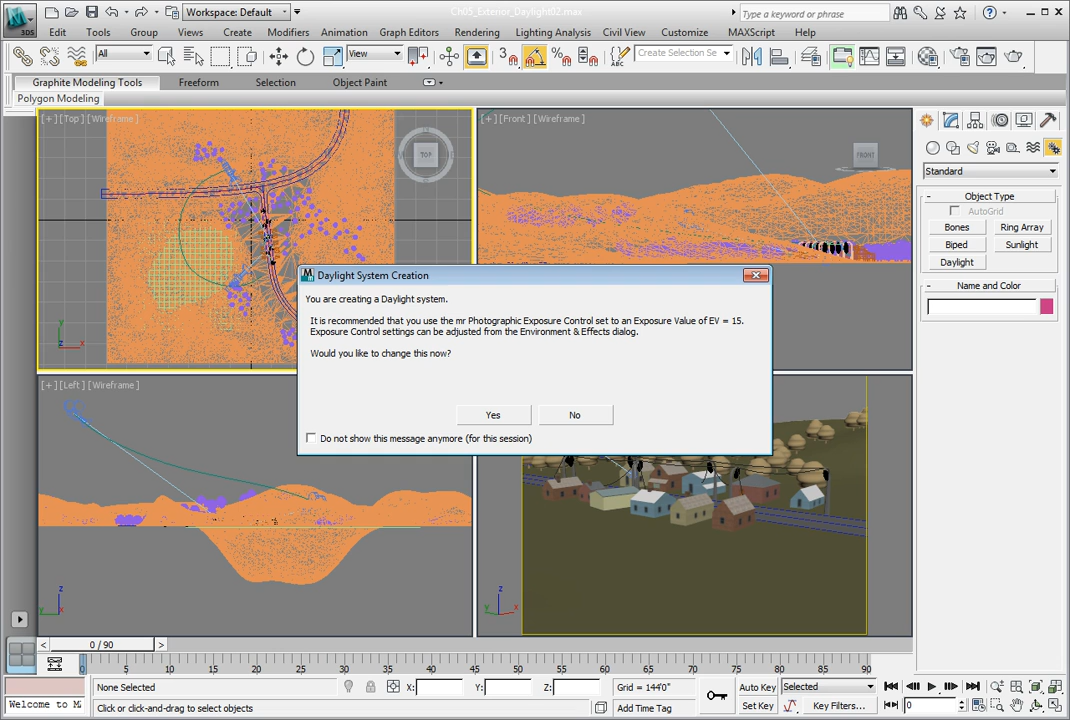 3DS
Workspace: Default
Ch05_Exterior_Daylight02.max
Type a keyword or phrase
Edit Tools Group Views Create Modifiers Animation Graph Editors Rendering Lighting Analysis Civil View Customize MAXScript Help
All View 3 % ABC Create Selection Se
Graphite Modeling Tools Freeform Selection Object Paint
Polygon Modeling
[+][Top][Wireframe]
TOP
[+][Front][Wireframe]
FRONT
Standard
- Object Type
AutoGrid
Bones Ring Array
Biped Sunlight
Daylight
- Name and Color
Daylight System Creation
You are creating a Daylight system.
It is recommended that you use the mr Photographic Exposure Control set to an Exposure Value of EV = 15.
Exposure Control settings can be adjusted from the Environment & Effects dialog.
Would you like to change this now?
Yes No
Do not show this message anymore (for this session)
y
x
[+][Left][Wireframe]
z
y x
z
y x
< 0 / 90 >
0 5 10 15 20 25 30 35 40 45 50 55 60 65 70 75 80 85 90
None Selected X: Y: Z: Grid = 144'0" Auto Key Selected
Welcome to M Click or click-and-drag to select objects Add Time Tag Set Key Key Filters... 0